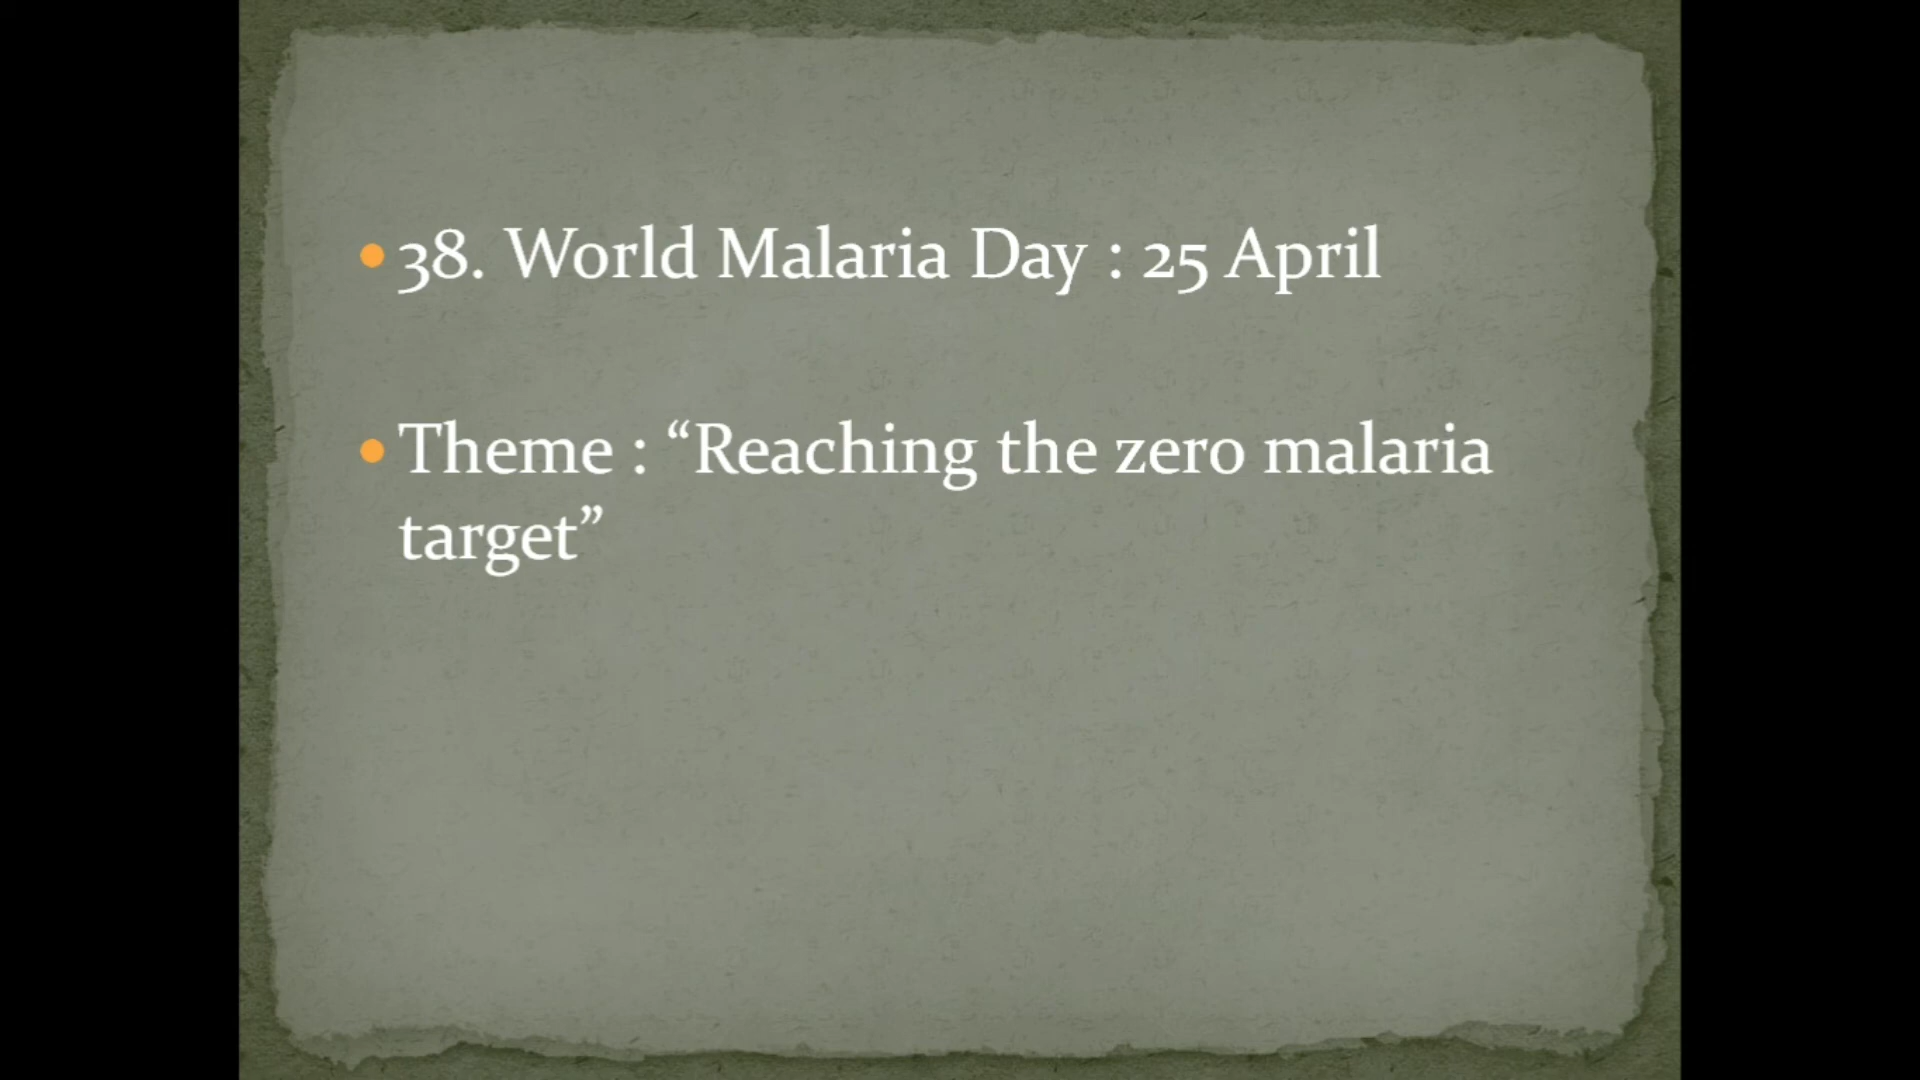 • 38. World Malaria Day : 25 April
• Theme : “Reaching the zero malaria
target”